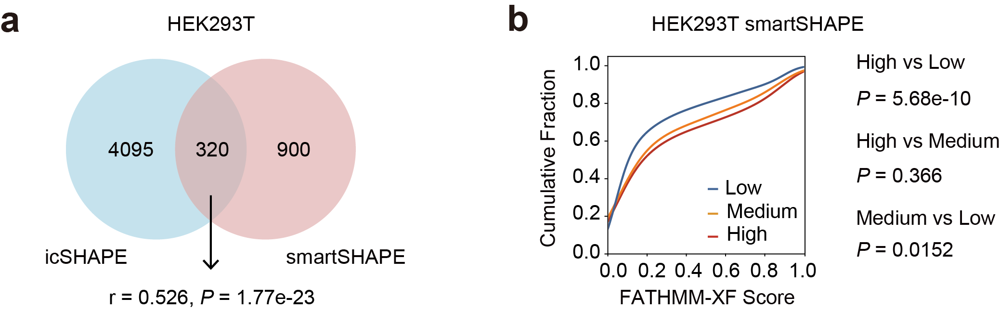 a
HEK293T
4095
320
900
icSHAPE
smartSHAPE
r = 0.526, P = 1.77e-23
b
HEK293T smartSHAPE
Cumulative Fraction
1.0
0.8
0.6
0.4
0.2
0.0
0.0 0.2 0.4 0.6 0.8 1.0
FATHMM-XF Score
Low
Medium
High
High vs Low
P = 5.68e-10
High vs Medium
P = 0.366
Medium vs Low
P = 0.0152